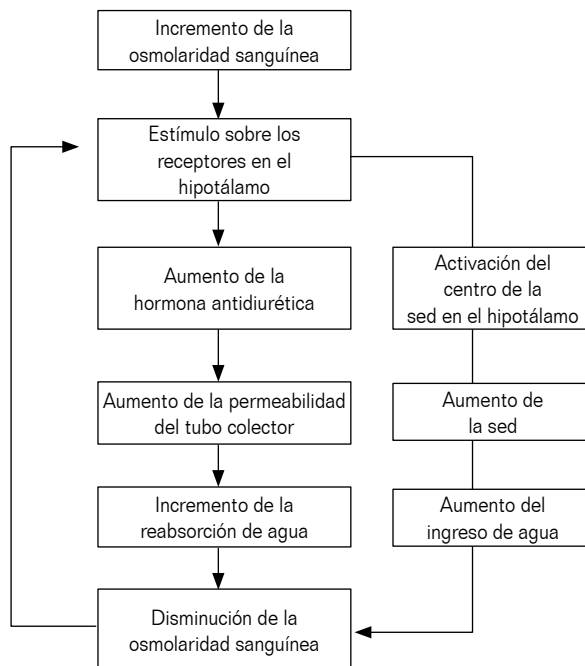 Incremento de la
osmolaridad sanguínea
Estímulo sobre los
receptores en el
hipotálamo
Aumento de la
hormona antidiurética
Activación del
centro de la
sed en el hipotálamo
Aumento de la permeabilidad
del tubo colector
Aumento de
la sed
Incremento de la
reabsorción de agua
Aumento del
ingreso de agua
Disminución de la
osmolaridad sanguínea